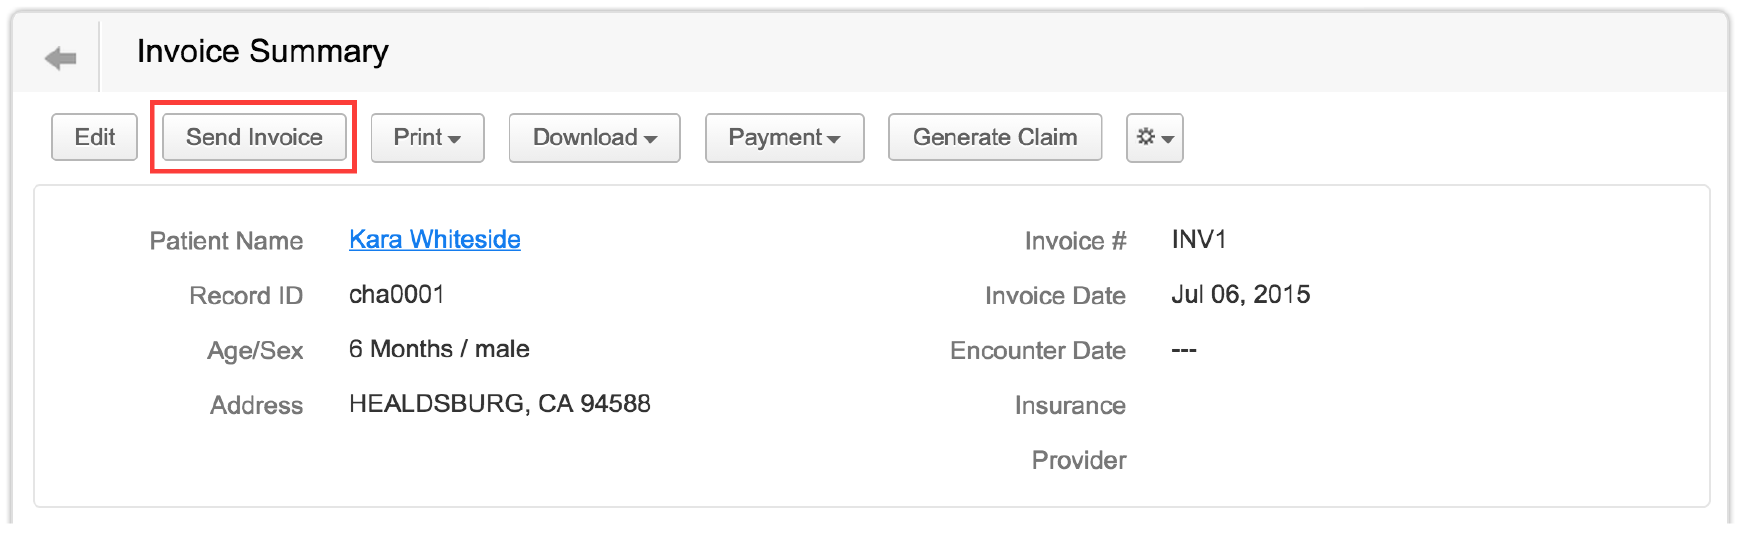 Invoice Summary
Edit
Send Invoice
Print
Download
Payment
Generate Claim
Patient Name Kara Whiteside
Record ID cha0001
Age/Sex 6 Months / male
Address HEALDSBURG, CA 94588
Invoice # INV1
Invoice Date Jul 06, 2015
Encounter Date ---
Insurance
Provider